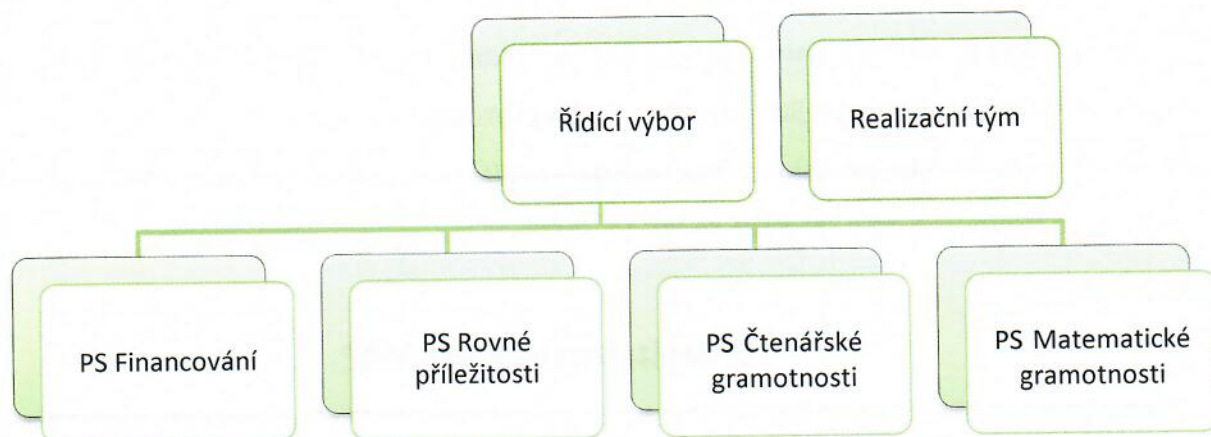 Řídící výbor
Realizační tým
PS Financování
PS Rovné
příležitosti
PS Čtenářské
gramotnosti
PS Matematické
gramotnosti